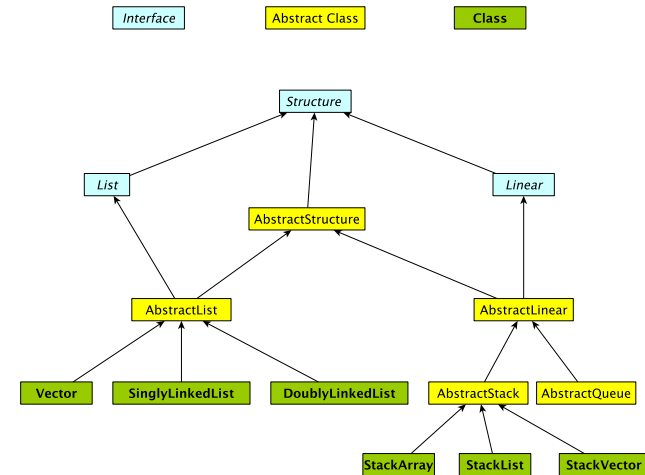 Interface Abstract Class Class
Structure
List Linear
AbstractStructure
AbstractList AbstractLinear
Vector SinglyLinkedList DoublyLinkedList AbstractStack AbstractQueue
StackArray StackList StackVector